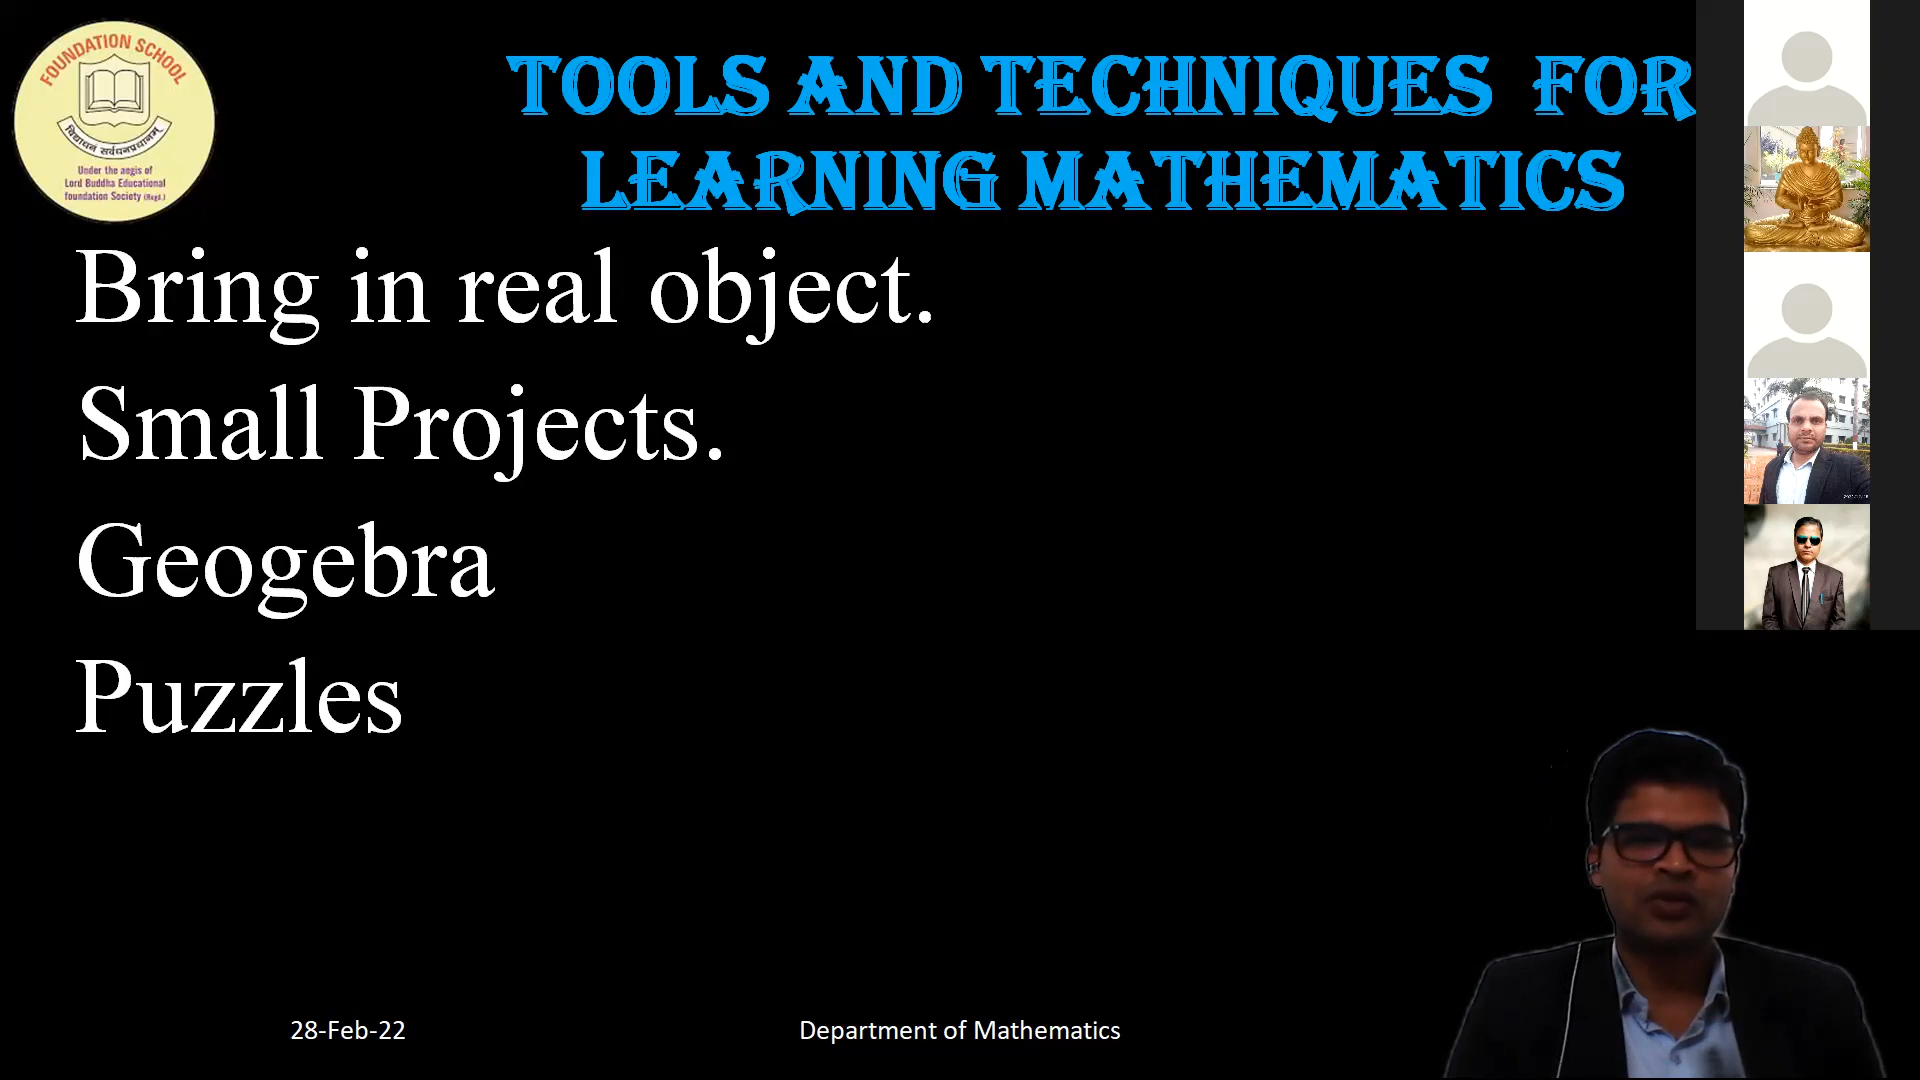 FOUNDATION SCHOOL
Under the aegis of
Lord Buddha Educational
foundation Society (Regd.)
TOOLS AND TECHNIQUES FOR
LEARNING MATHEMATICS
Bring in real object.
Small Projects.
Geogebra
Puzzles
28-Feb-22
Department of Mathematics